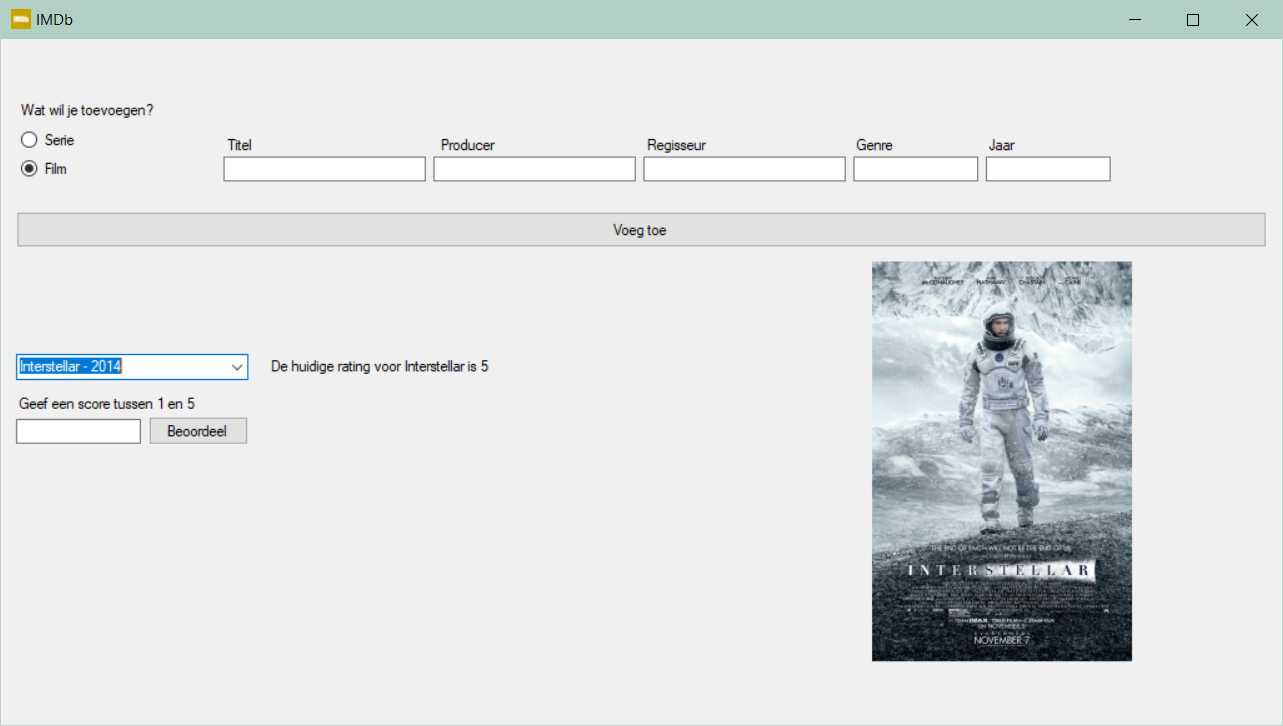 IMDb
Wat wil je toevoegen?
Serie
Film
Titel
Producer
Regisseur
Genre
Jaar
Voeg toe
Interstellar - 2014
De huidige rating voor Interstellar is 5
Geef een score tussen 1 en 5
Beoordeel
McCONAUGHEY HATHAWAY CHASTAIN CAINE
THE END OF EARTH WILL NOT BE THE END OF US
INTERSTELLAR
ON NOVEMBER 5
NOVEMBER 7